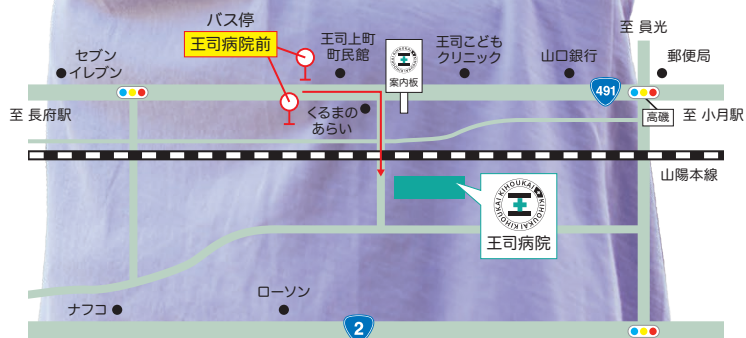 バス停
王司病院前
セブン
イレブン
王司上町
町民館
案内板
王司こども
クリニック
山口銀行
至 員光
郵便局
491
至 長府駅
くるまの
あらい
高磯
至 小月駅
山陽本線
KIHOUKAI KIHOUKAI KIHOUKAI
王司病院
ナフコ
ローソン
2